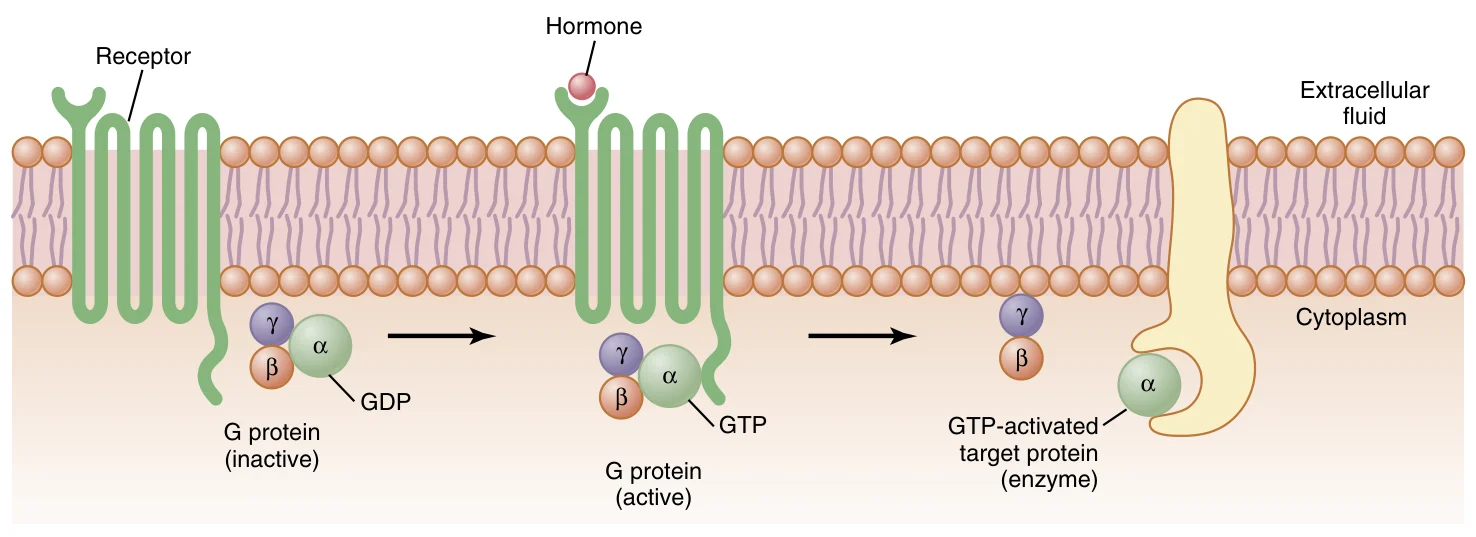 Receptor
γ
β
α
GDP
G protein
(inactive)
Hormone
γ
β
α
GTP
G protein
(active)
Extracellular
fluid
Cytoplasm
γ
β
α
GTP-activated
target protein
(enzyme)